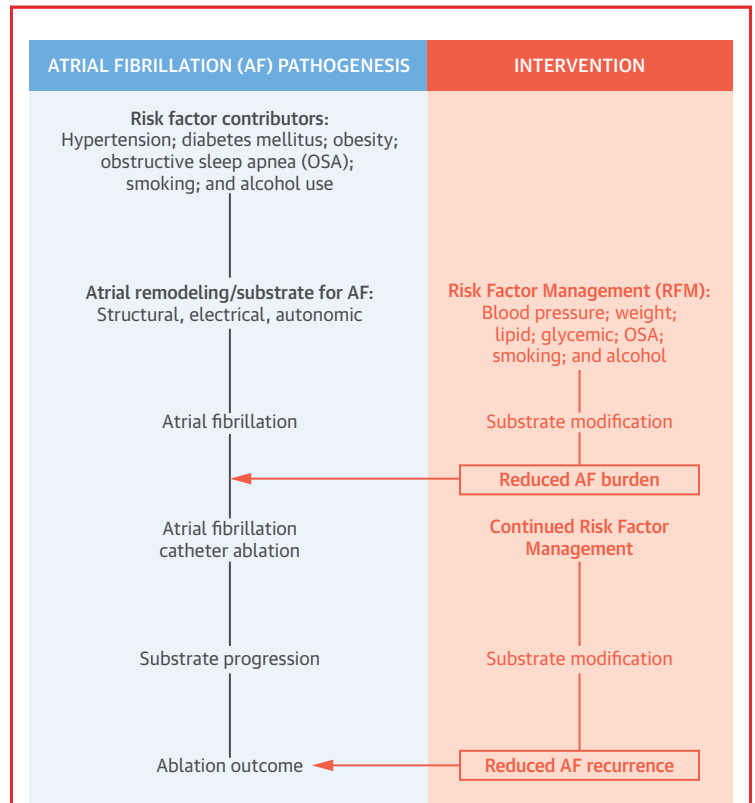 ATRIAL FIBRILLATION (AF) PATHOGENESIS
Risk factor contributors:
Hypertension; diabetes mellitus; obesity;
obstructive sleep apnea (OSA);
smoking; and alcohol use
Atrial remodeling/substrate for AF:
Structural, electrical, autonomic
Atrial fibrillation
Atrial fibrillation
catheter ablation
Substrate progression
Ablation outcome
INTERVENTION
Risk Factor Management (RFM):
Blood pressure; weight;
lipid; glycemic; OSA;
smoking; and alcohol
Substrate modification
Reduced AF burden
Continued Risk Factor
Management
Substrate modification
Reduced AF recurrence